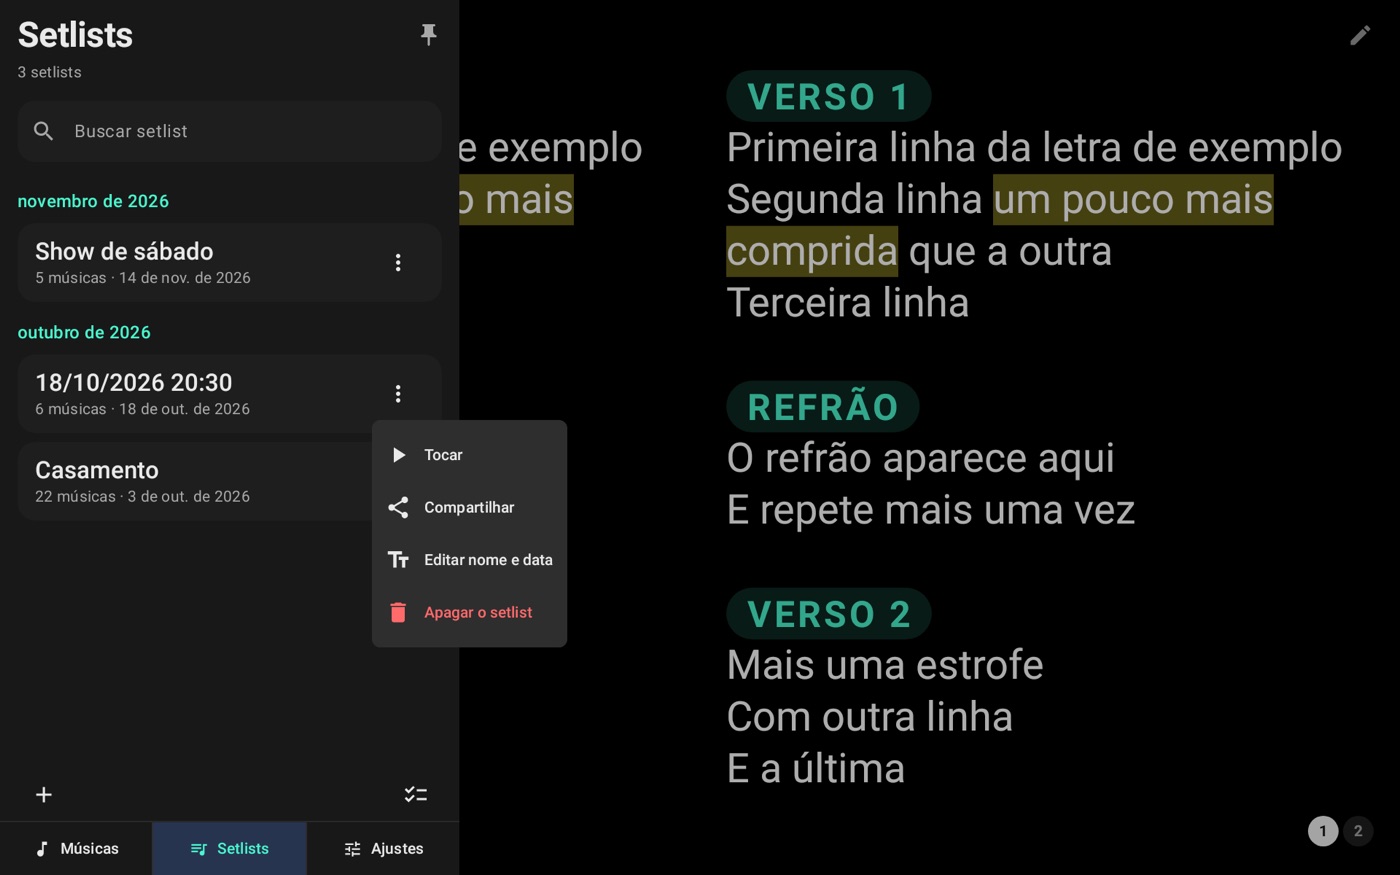 Setlists
3 setlists
Buscar setlist
novembro de 2026
Show de sábado
5 músicas · 14 de nov. de 2026
outubro de 2026
18/10/2026 20:30
6 músicas · 18 de out. de 2026
Casamento
22 músicas · 3 de out. de 2026
Tocar
Compartilhar
Editar nome e data
Apagar o setlist
Músicas
Setlists
Ajustes
e exemplo
o mais
VERSO 1
Primeira linha da letra de exemplo
Segunda linha um pouco mais
comprida que a outra
Terceira linha
REFRÃO
O refrão aparece aqui
E repete mais uma vez
VERSO 2
Mais uma estrofe
Com outra linha
E a última
1 2